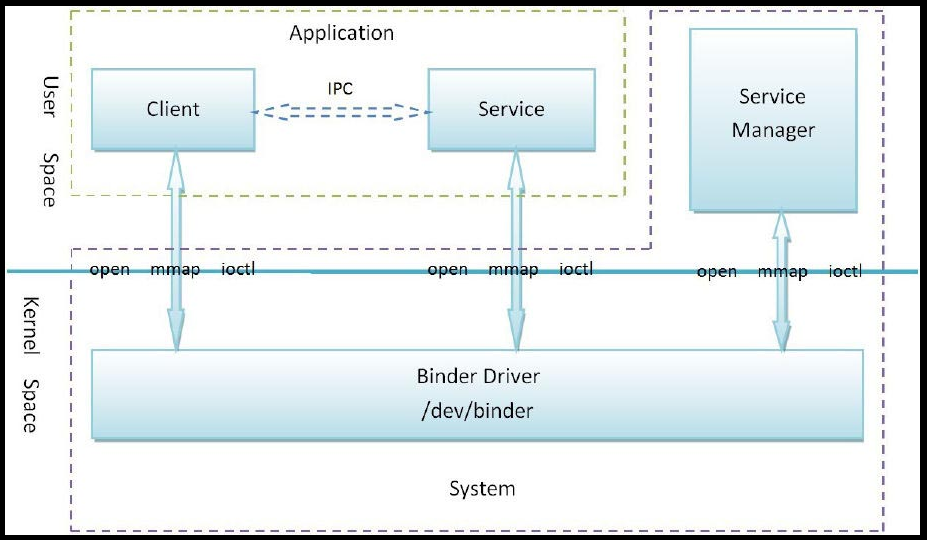 Application
User Space
Client
IPC
Service
Service
Manager
open mmap ioctl
open mmap ioctl
open mmap ioctl
Kernel Space
Binder Driver
/dev/binder
System